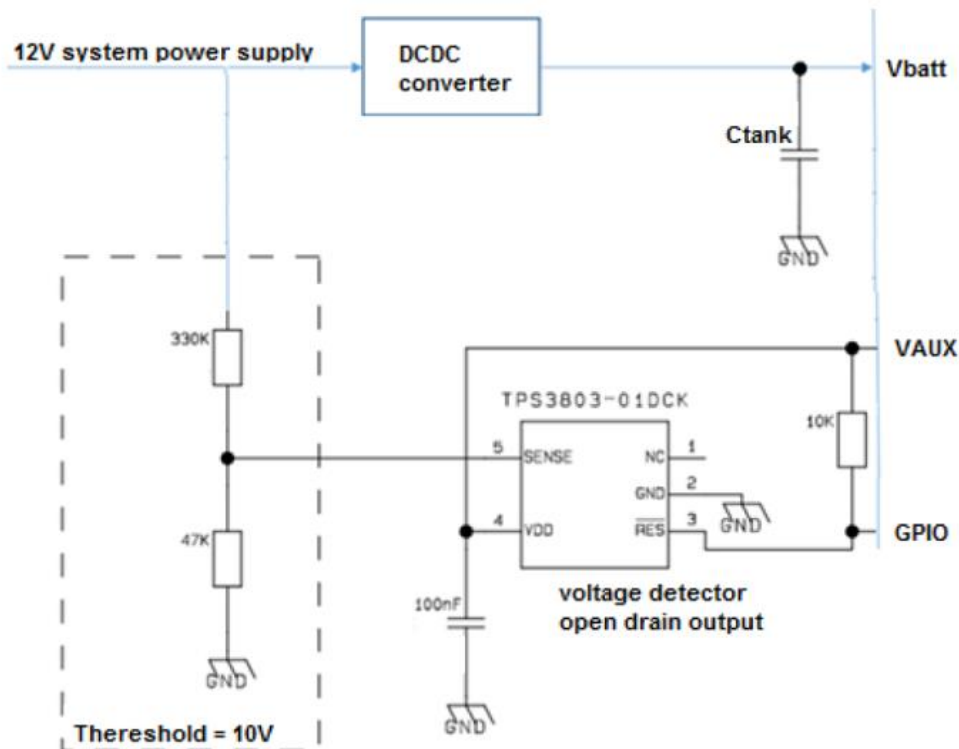 12V system power supply
DCDC
converter
Vbatt
Ctank
GND
330K
VAUX
TPS3803-01DCK
10K
5
SENSE
NC
1
GND
2
GND
47K
4
VDD
RES
3
GPIO
100nF
voltage detector
open drain output
GND
GND
Thereshold = 10V